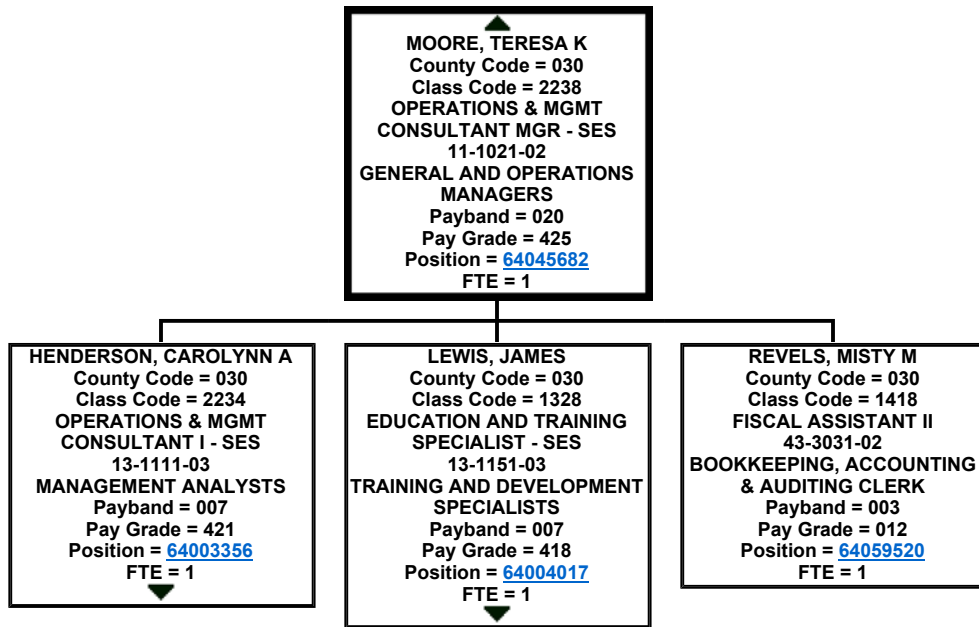 MOORE, TERESA K
County Code = 030
Class Code = 2238
OPERATIONS & MGMT
CONSULTANT MGR - SES
11-1021-02
GENERAL AND OPERATIONS
MANAGERS
Payband = 020
Pay Grade = 425
Position = 64045682
FTE = 1
HENDERSON, CAROLYNN A
County Code = 030
Class Code = 2234
OPERATIONS & MGMT
CONSULTANT I - SES
13-1111-03
MANAGEMENT ANALYSTS
Payband = 007
Pay Grade = 421
Position = 64003356
FTE = 1
LEWIS, JAMES
County Code = 030
Class Code = 1328
EDUCATION AND TRAINING
SPECIALIST - SES
13-1151-03
TRAINING AND DEVELOPMENT
SPECIALISTS
Payband = 007
Pay Grade = 418
Position = 64004017
FTE = 1
REVELS, MISTY M
County Code = 030
Class Code = 1418
FISCAL ASSISTANT II
43-3031-02
BOOKKEEPING, ACCOUNTING
& AUDITING CLERK
Payband = 003
Pay Grade = 012
Position = 64059520
FTE = 1